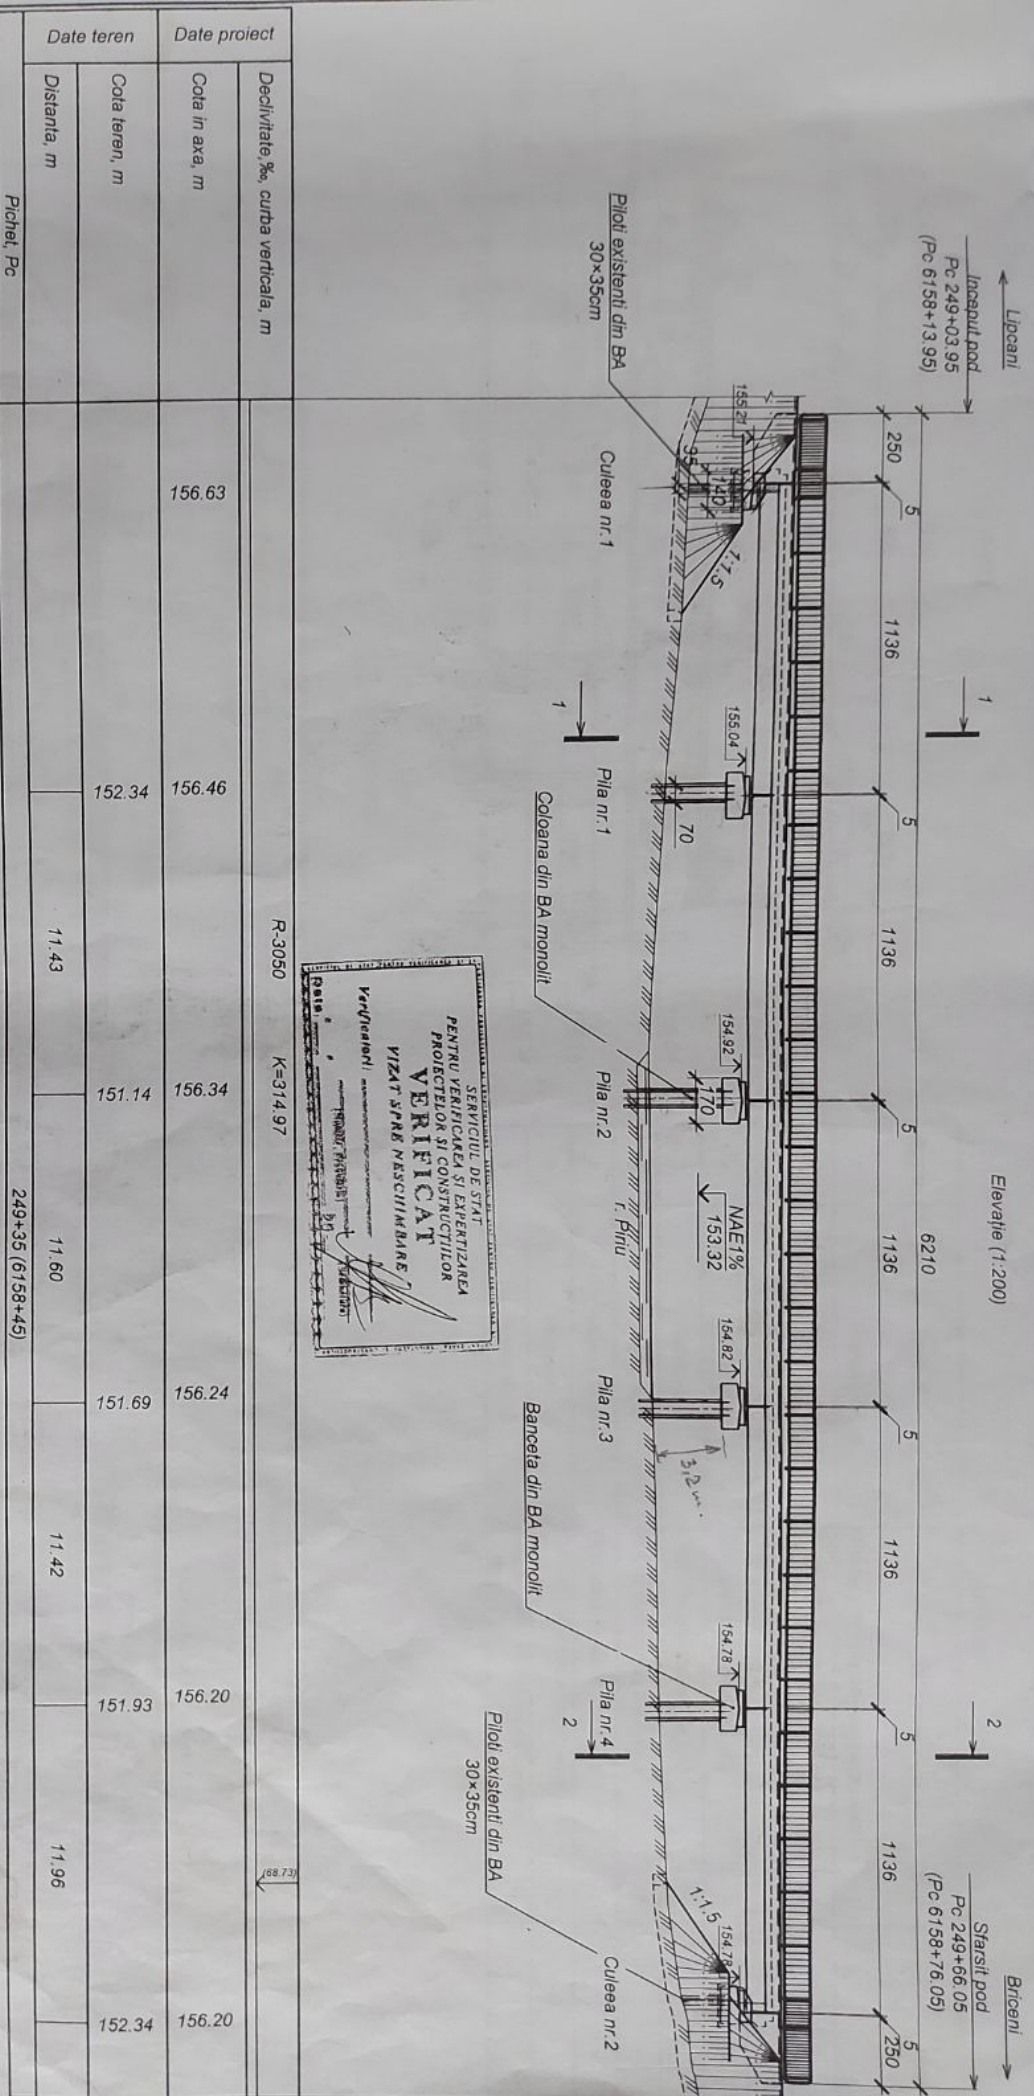 Elevație (1:200)
Lipcani
Briceni
Inceput pod
Pc 249+03.95
(Pc 6158+13.95)
Sfarsit pod
Pc 249+66.05
(Pc 6158+76.05)
6210
250 5 1136 5 1136 5 1136 5 1136 5 1136 5 250
1
2
155.21
155.04
154.92
154.82
154.78
154.78
NAE1%
153.32
35
140
1:1.5
70
170
3,2 m.
1:1.5
r. Piriu
Piloti existenti din BA
30×35cm
Culeea nr.1
Pila nr.1
Pila nr.2
Pila nr.3
Pila nr.4
Culeea nr.2
1
2
Coloana din BA monolit
Banceta din BA monolit
Piloti existenti din BA
30×35cm
SERVICIUL DE STAT
PENTRU VERIFICAREA ȘI EXPERTIZAREA
PROIECTELOR ȘI CONSTRUCȚIILOR
VERIFICAT
VIZAT SPRE NESCHIMBARE
Verificatori:
Data:
Date proiect
Declivitate,‰, curba verticala, m
R-3050 K=314.97
(68.73)
Cota in axa, m
156.63 156.46 156.34 156.24 156.20 156.20
Date teren
Cota teren, m
152.34 151.14 151.69 151.93 152.34
Distanta, m
11.43 11.60 11.42 11.96
Pichet, Pc
249+35 (6158+45)